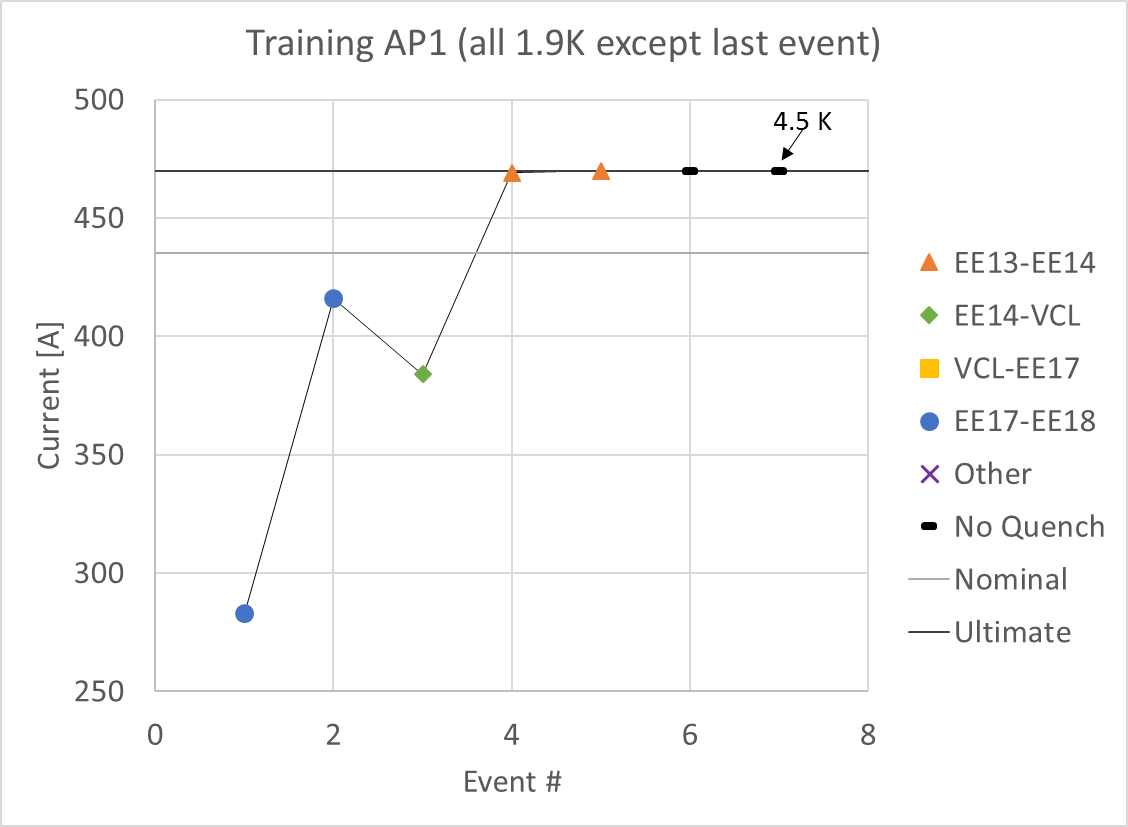 Training AP1 (all 1.9K except last event)
500
450
400
350
300
250
Current [A]
0
2
4
6
8
Event #
4.5 K
EE13-EE14
EE14-VCL
VCL-EE17
EE17-EE18
Other
No Quench
Nominal
Ultimate